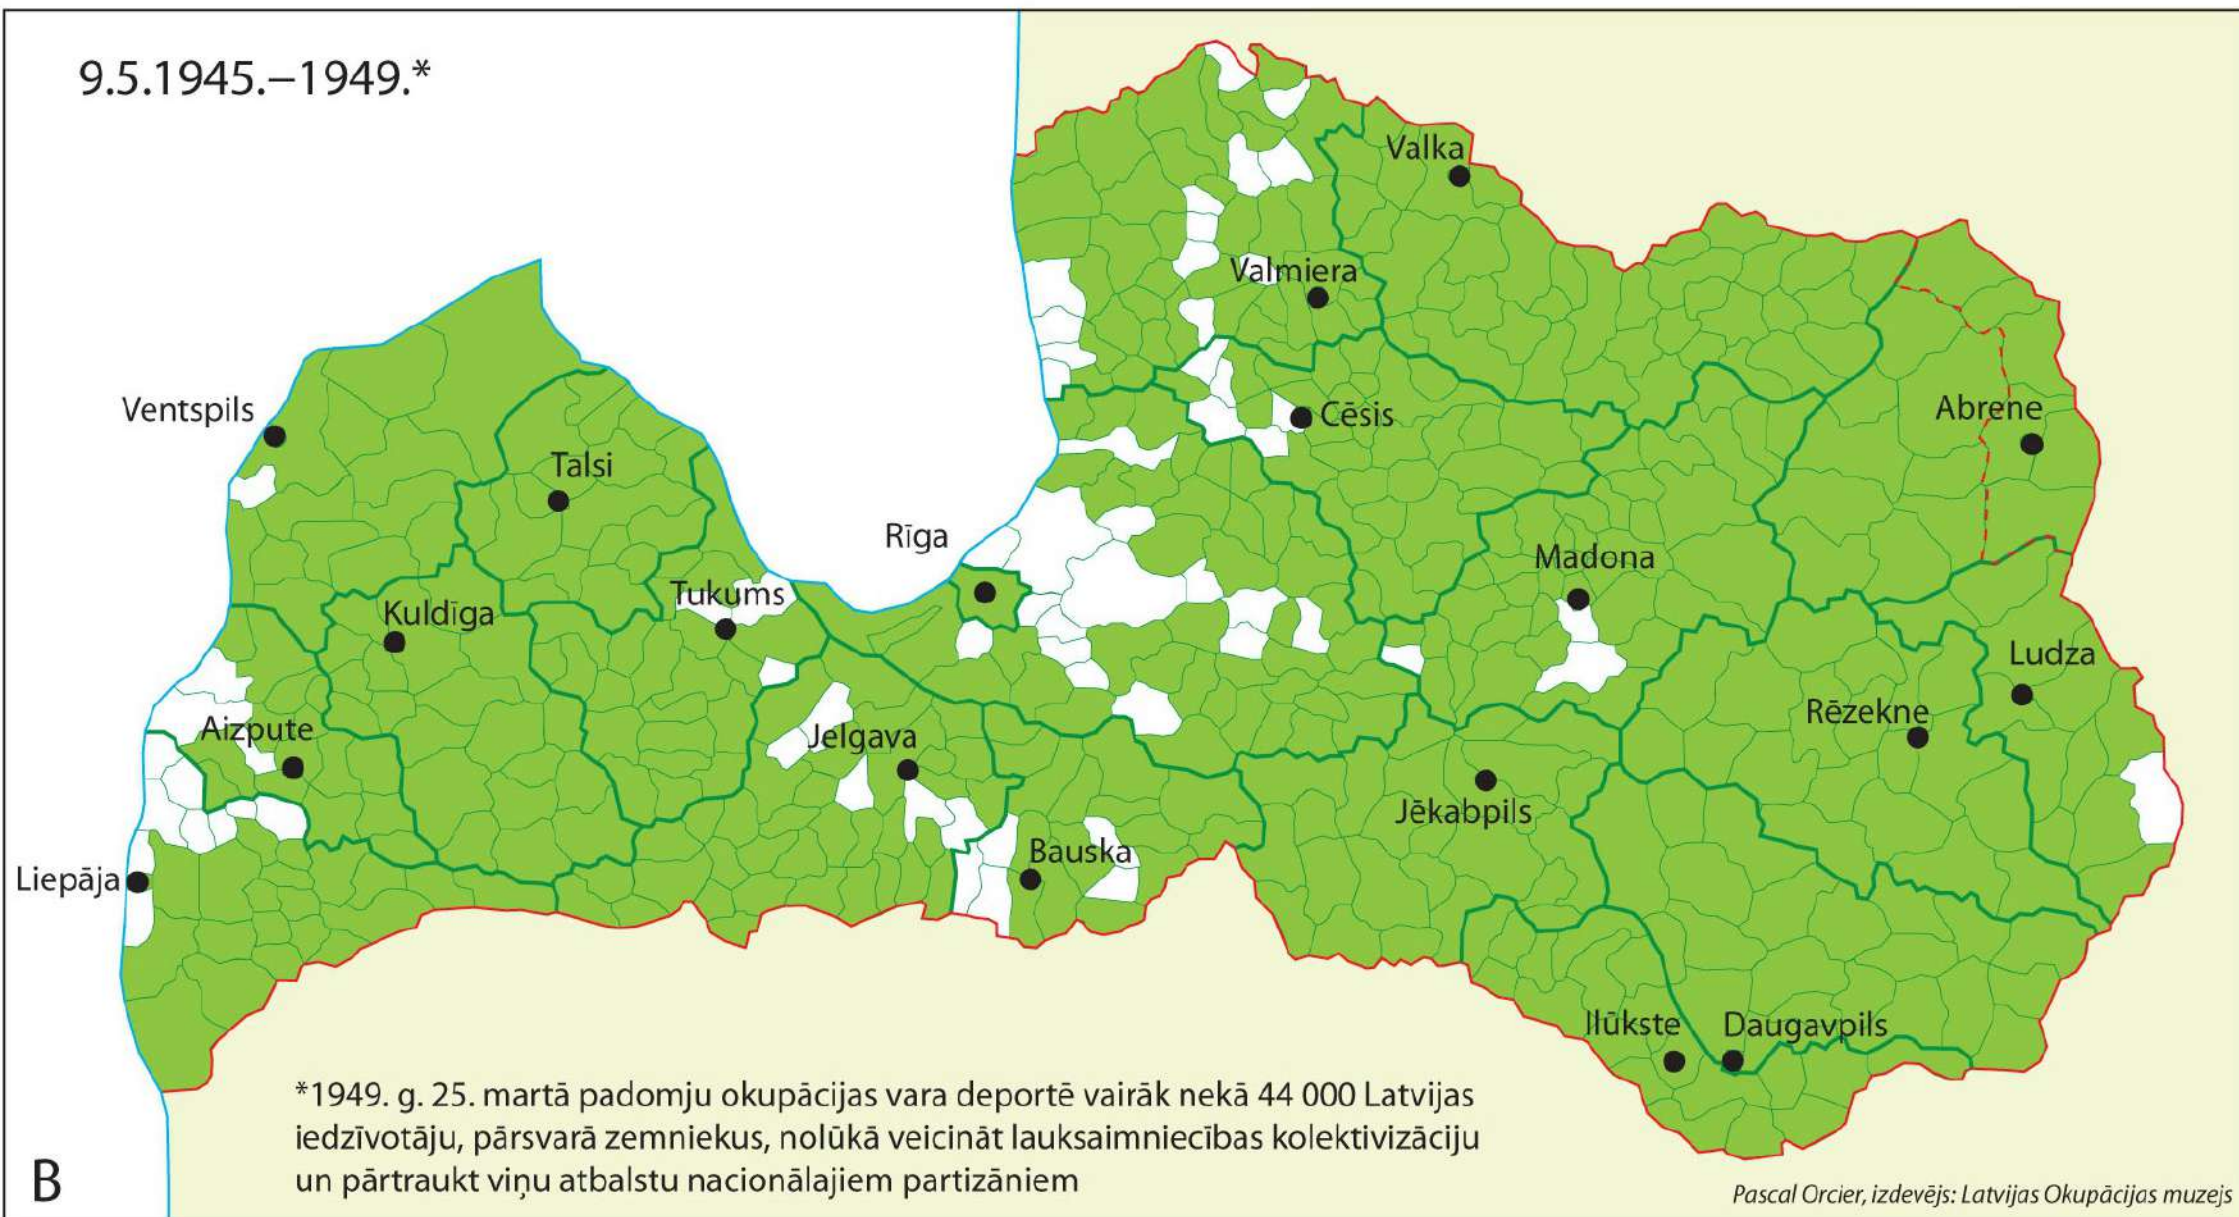 9.5.1945.–1949.*
Valka
Valmiera
Ventspils
Cēsis
Abrene
Talsi
Rīga
Madona
Tukums
Kuldīga
Ludza
Rēzekne
Aizpute
Jelgava
Jēkabpils
Bauska
Liepāja
Ilūkste
Daugavpils
*1949. g. 25. martā padomju okupācijas vara deportē vairāk nekā 44 000 Latvijas
iedzīvotāju, pārsvarā zemniekus, nolūkā veicināt lauksaimniecības kolektivizāciju
un pārtraukt viņu atbalstu nacionālajiem partizāniem
B
Pascal Orcier, izdevējs: Latvijas Okupācijas muzejs